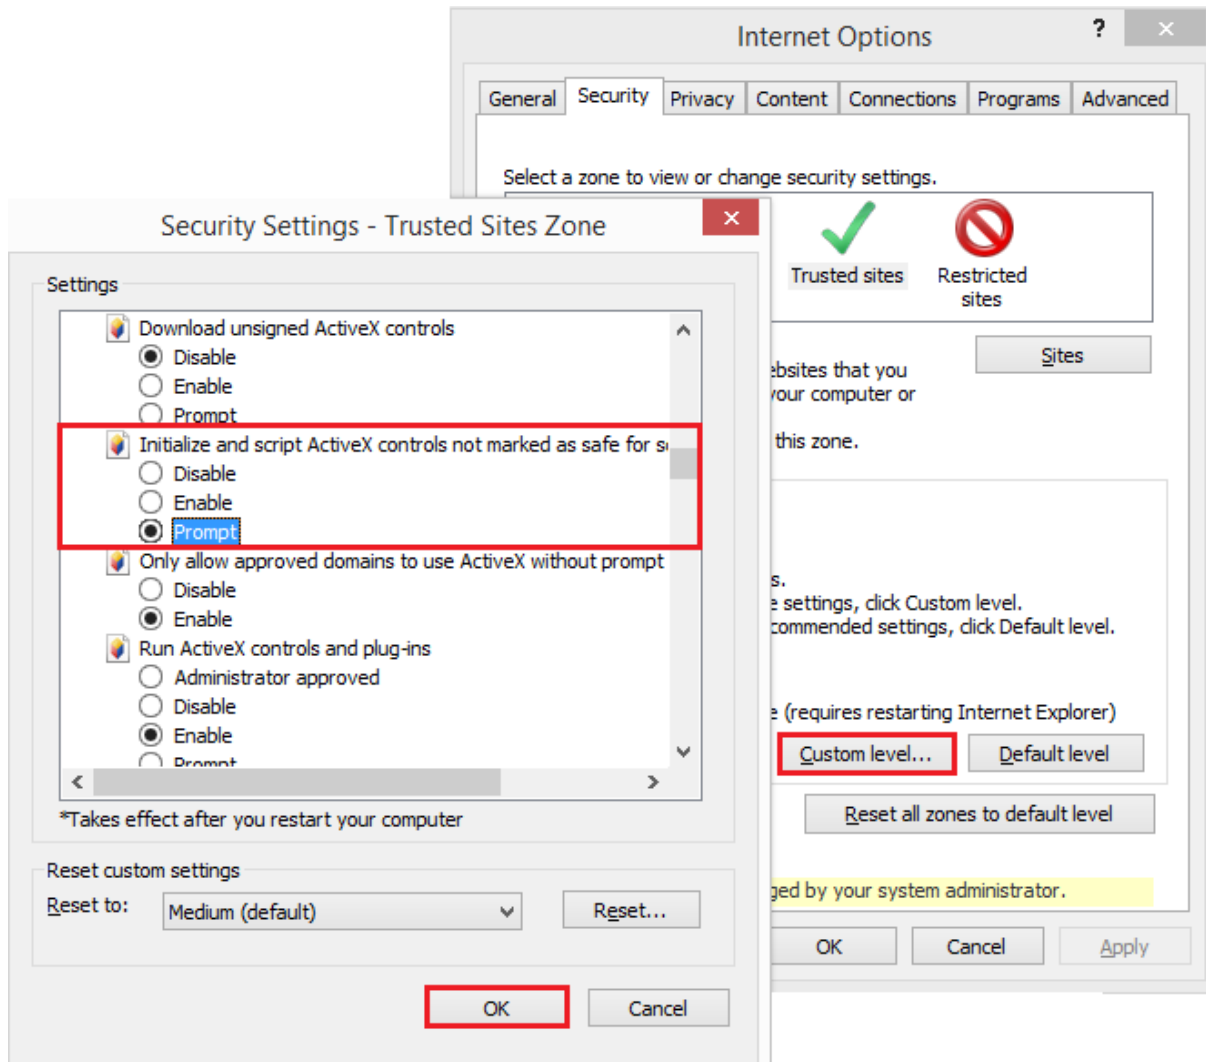 Internet Options
?
General
Security
Privacy
Content
Connections
Programs
Advanced
Select a zone to view or change security settings.
Trusted sites
Restricted
sites
Sites
ebsites that you
your computer or
this zone.
s.
e settings, click Custom level.
commended settings, click Default level.
e (requires restarting Internet Explorer)
Custom level...
Default level
Reset all zones to default level
ged by your system administrator.
OK
Cancel
Apply
Security Settings - Trusted Sites Zone
Settings
Download unsigned ActiveX controls
Disable
Enable
Prompt
Initialize and script ActiveX controls not marked as safe for s
Disable
Enable
Prompt
Only allow approved domains to use ActiveX without prompt
Disable
Enable
Run ActiveX controls and plug-ins
Administrator approved
Disable
Enable
Prompt
*Takes effect after you restart your computer
Reset custom settings
Reset to:
Medium (default)
Reset...
OK
Cancel